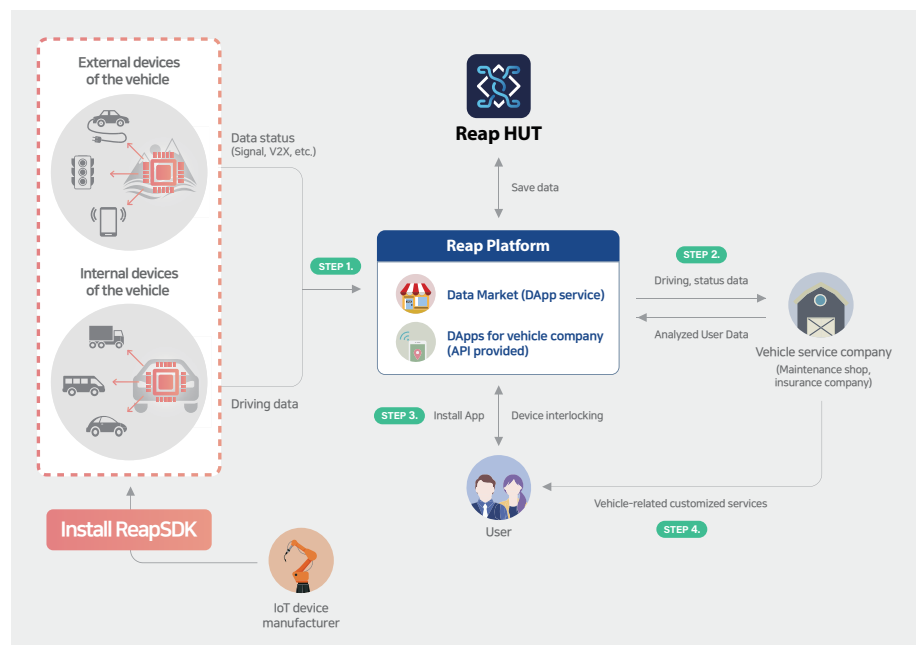 External devices
of the vehicle
Data status
(Signal, V2X, etc.)
Internal devices
of the vehicle
Driving data
Install ReapSDK
IoT device
manufacturer
STEP 1.
Reap HUT
Save data
Reap Platform
Data Market (DApp service)
DApps for vehicle company
(API provided)
STEP 2.
Driving, status data
Analyzed User Data
Vehicle service company
(Maintenance shop,
insurance company)
STEP 3.
Install App
Device interlocking
User
Vehicle-related customized services
STEP 4.